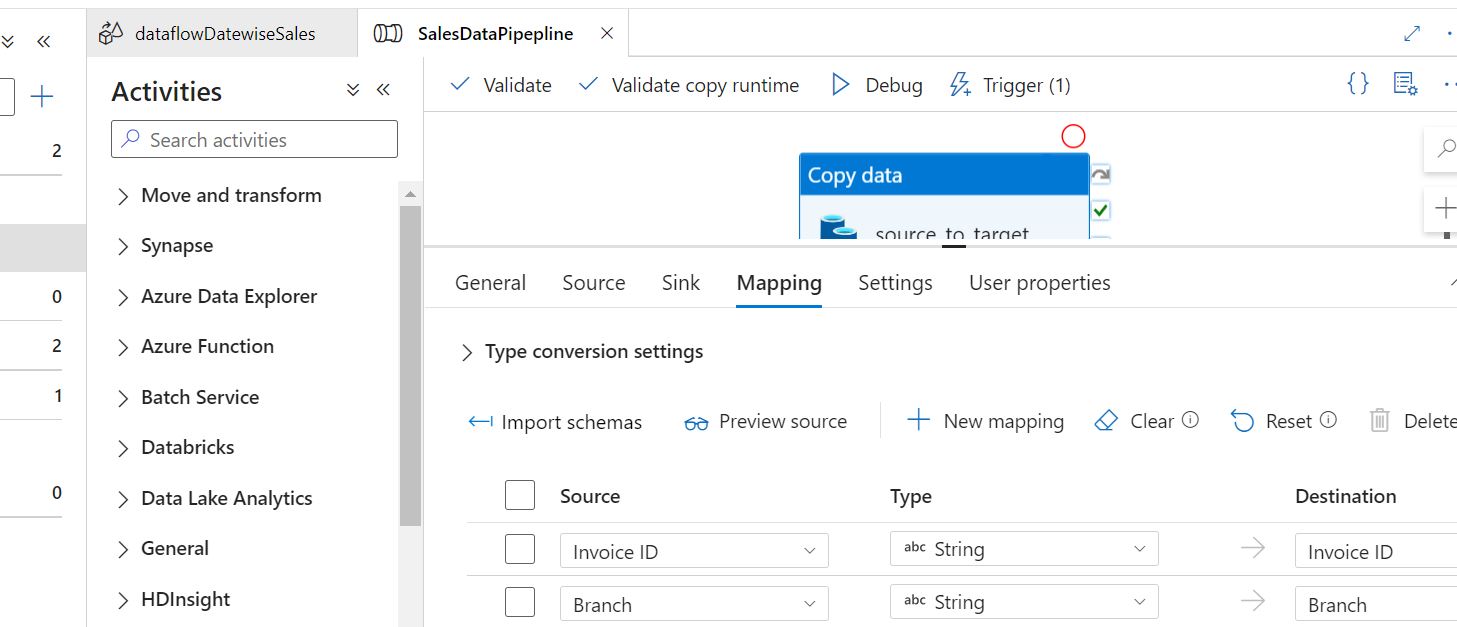 dataflowDatewiseSales
SalesDataPipepline
2
0
2
1
0
Activities
Search activities
Move and transform
Synapse
Azure Data Explorer
Azure Function
Batch Service
Databricks
Data Lake Analytics
General
HDInsight
Validate
Validate copy runtime
Debug
Trigger (1)
{}
Copy data
source_to_target
General
Source
Sink
Mapping
Settings
User properties
Type conversion settings
Import schemas
Preview source
New mapping
Clear
Reset
Delete
Source
Type
Destination
Invoice ID
abc String
Invoice ID
Branch
abc String
Branch